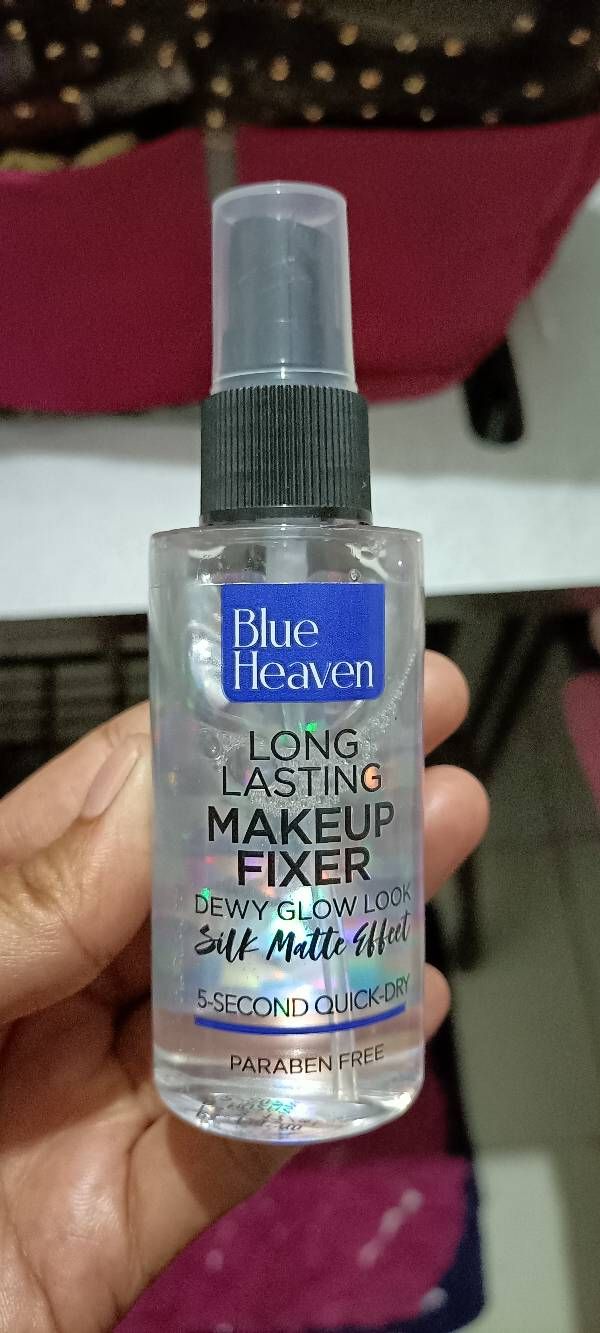 Blue
Heaven
LONG
LASTING
MAKEUP
FIXER
DEWY GLOW LOOK
Silk Matte Effect
5-SECOND QUICK-DRY
PARABEN FREE